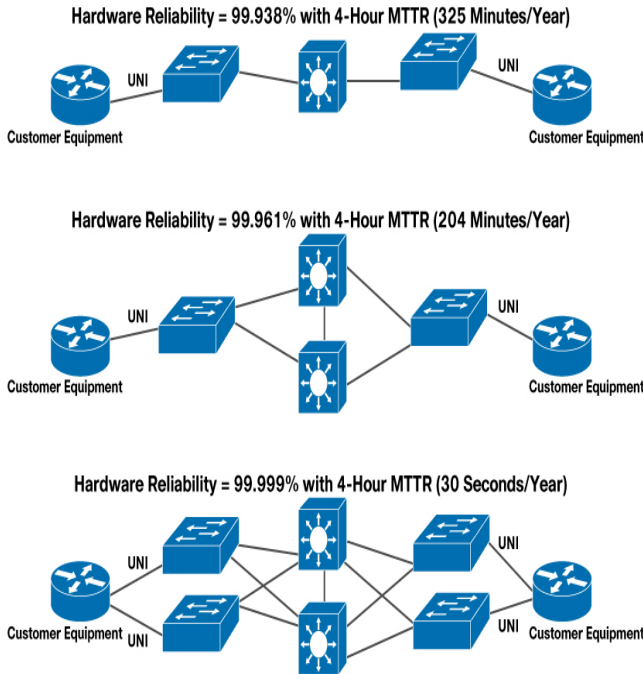 Hardware Reliability = 99.938% with 4-Hour MTTR (325 Minutes/Year)
UNI
UNI
Customer Equipment
Customer Equipment
Hardware Reliability = 99.961% with 4-Hour MTTR (204 Minutes/Year)
UNI
UNI
Customer Equipment
Customer Equipment
Hardware Reliability = 99.999% with 4-Hour MTTR (30 Seconds/Year)
UNI
UNI
Customer Equipment
UNI
UNI
Customer Equipment